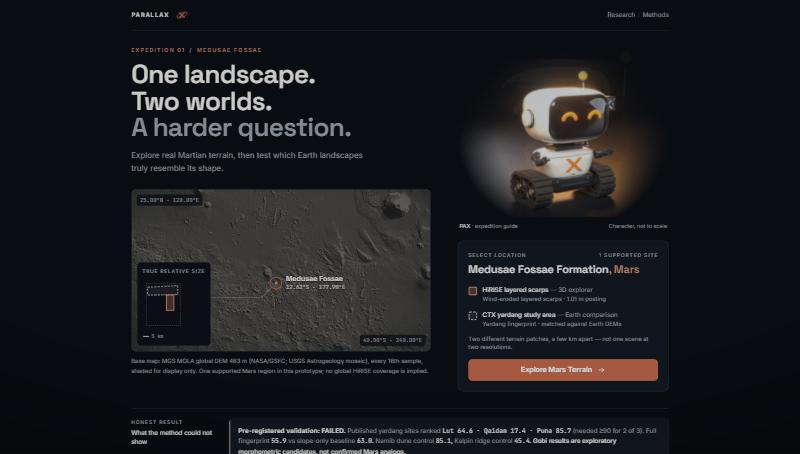 PARALLAX
Research Methods
EXPEDITION 01 / MEDUSAE FOSSAE
One landscape.
Two worlds.
A harder question.
Explore real Martian terrain, then test which Earth landscapes
truly resemble its shape.
25.00°N · 120.00°E
TRUE RELATIVE SIZE
5 km
Medusae Fossae
12.62°S · 177.98°E
40.00°S · 240.00°E
Base map: MGS MOLA global DEM 463 m (NASA/GSFC; USGS Astrogeology mosaic), every 16th sample,
shaded for display only. One supported Mars region in this prototype; no global HiRISE coverage is implied.
PAX · expedition guide
Character, not to scale
SELECT LOCATION
1 SUPPORTED SITE
Medusae Fossae Formation, Mars
HiRISE layered scarps — 3D explorer
Wind-eroded layered scarps · 1.01 m posting
CTX yardang study area — Earth comparison
Yardang fingerprint · matched against Earth DEMs
Two different terrain patches, a few km apart — not one scene at
two resolutions.
Explore Mars Terrain →
HONEST RESULT
What the method could not
show
Pre-registered validation: FAILED. Published yardang sites ranked Lut 64.6 · Qaidam 17.4 · Puna 85.7 (needed ≥90 for 2 of 3). Full
fingerprint 55.9 vs slope-only baseline 63.0. Namib dune control 85.1, Kalpin ridge control 45.4. Gobi results are exploratory
morphometric candidates, not confirmed Mars analogs.